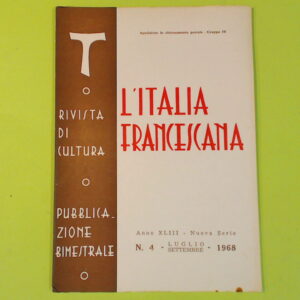 Spedizione in abbonamento postale - Gruppo IV
RIVISTA
DI
CULTURA
PUBBLICA_
ZIONE
BIMESTRALE
L'ITALIA
FRANCESCANA
Anno XLIII - Nuova Serie
N. 4 - LUGLIO SETTEMBRE - 1968